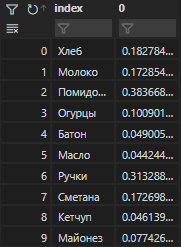 index 0
0 Хлеб 0.182784...
1 Молоко 0.172854...
2 Помидо... 0.383668...
3 Огурцы 0.100901...
4 Батон 0.049005...
5 Масло 0.044244...
6 Ручки 0.313288...
7 Сметана 0.172698...
8 Кетчуп 0.046139...
9 Майонез 0.077426...